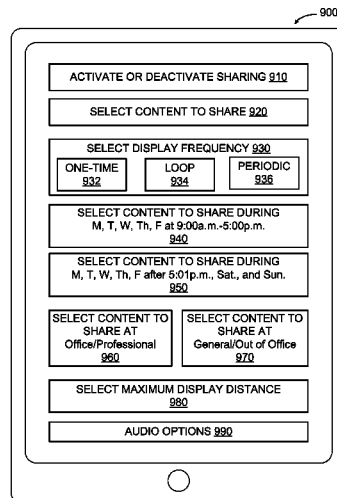 900
ACTIVATE OR DEACTIVATE SHARING 910
SELECT CONTENT TO SHARE 920
SELECT DISPLAY FREQUENCY 930
ONE-TIME
932
LOOP
934
PERIODIC
936
SELECT CONTENT TO SHARE DURING
M, T, W, Th, F at 9:00a.m.-5:00p.m.
940
SELECT CONTENT TO SHARE DURING
M, T, W, Th, F after 5:01p.m., Sat., and Sun.
950
SELECT CONTENT TO
SHARE AT
Office/Professional
960
SELECT CONTENT TO
SHARE AT
General/Out of Office
970
SELECT MAXIMUM DISPLAY DISTANCE
980
AUDIO OPTIONS 990